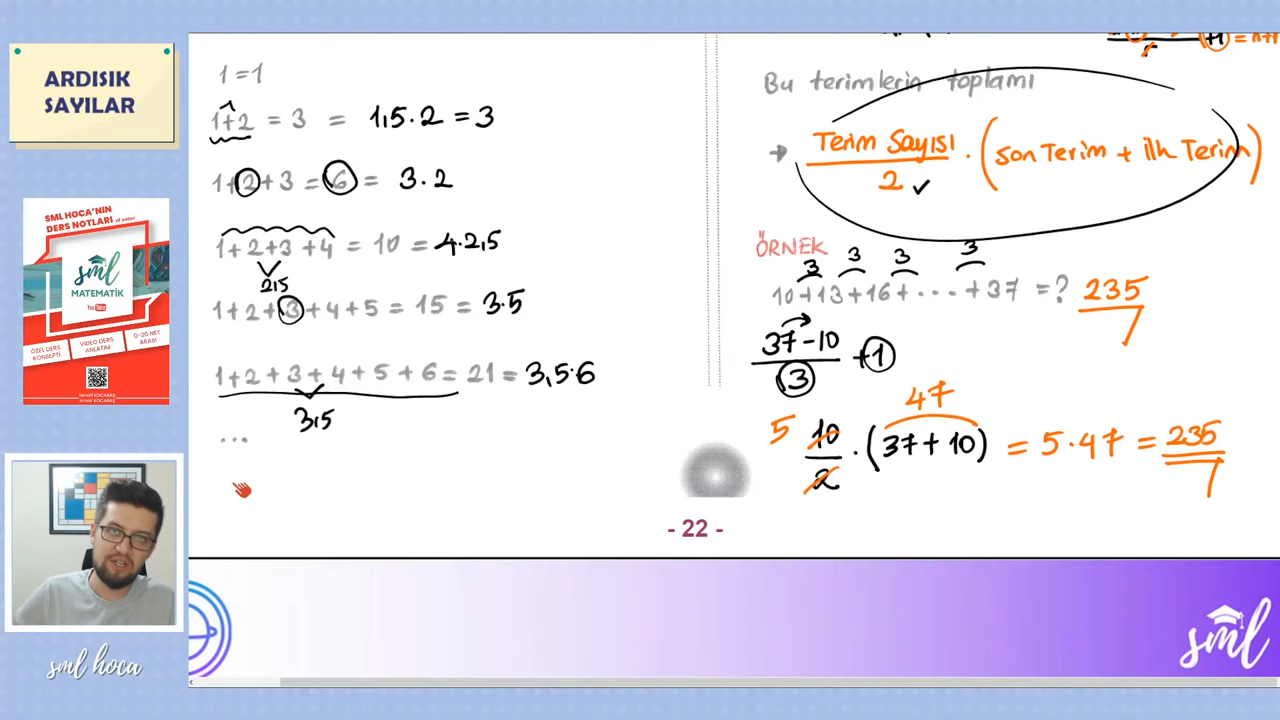 ARDISIK
SAYILAR
SML HOCA'NIN
DERS NOTLARI
sml
MATEMATİK
YouTube
ÖZEL DERS
KONSEPTİ
VIDEO DERS
ANLATIM
0-20 NET
ARASI
sml hoca
1 = 1
1+2 = 3 = 1,5.2 = 3
1+2+3 = 6 = 3.2
1+2+3+4 = 10 = 4.2,5
2,5
1+2+3+4+5 = 15 = 3.5
1+2+3+4+5+6 = 21 = 3,5.6
3,5
...
Bu terimlerin toplamı
→ Terim Sayısı / 2 . (Son Terim + ilk Terim)
ÖRNEK
3 3 3 3
10+13+16+...+37 = ? 235
37-10 / 3 +1
47
5 10/2 . (37+10) = 5.47 = 235
- 22 -
sml